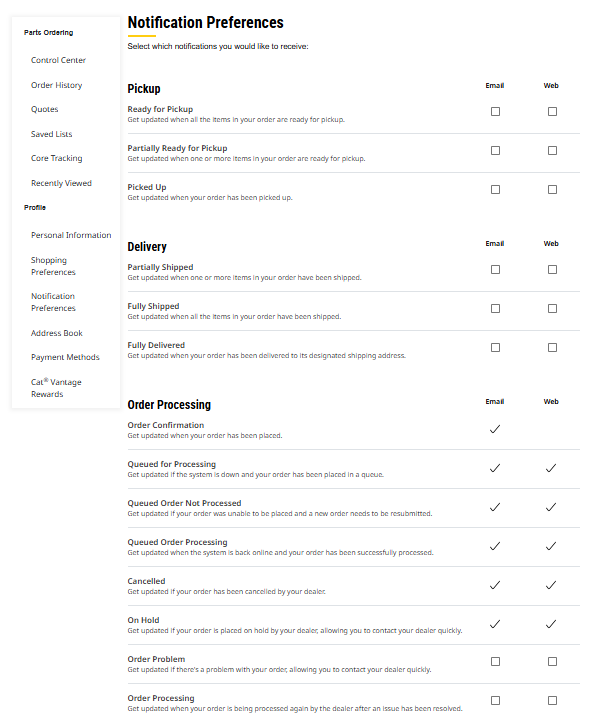 Parts Ordering
Control Center
Order History
Quotes
Saved Lists
Core Tracking
Recently Viewed
Profile
Personal Information
Shopping
Preferences
Notification
Preferences
Address Book
Payment Methods
Cat® Vantage
Rewards
Notification Preferences
Select which notifications you would like to receive:
Pickup
Email Web
Ready for Pickup
Get updated when all the items in your order are ready for pickup.
Partially Ready for Pickup
Get updated when one or more items in your order are ready for pickup.
Picked Up
Get updated when your order has been picked up.
Delivery
Email Web
Partially Shipped
Get updated when one or more items in your order have been shipped.
Fully Shipped
Get updated when all the items in your order have been shipped.
Fully Delivered
Get updated when your order has been delivered to its designated shipping address.
Order Processing
Email Web
Order Confirmation
Get updated when your order has been placed.
Queued for Processing
Get updated if the system is down and your order has been placed in a queue.
Queued Order Not Processed
Get updated if your order was unable to be placed and a new order needs to be resubmitted.
Queued Order Processing
Get updated when the system is back online and your order has been successfully processed.
Cancelled
Get updated if your order has been cancelled by your dealer.
On Hold
Get updated if your order is placed on hold by your dealer, allowing you to contact your dealer quickly.
Order Problem
Get updated if there's a problem with your order, allowing you to contact your dealer quickly.
Order Processing
Get updated when your order is being processed again by the dealer after an issue has been resolved.